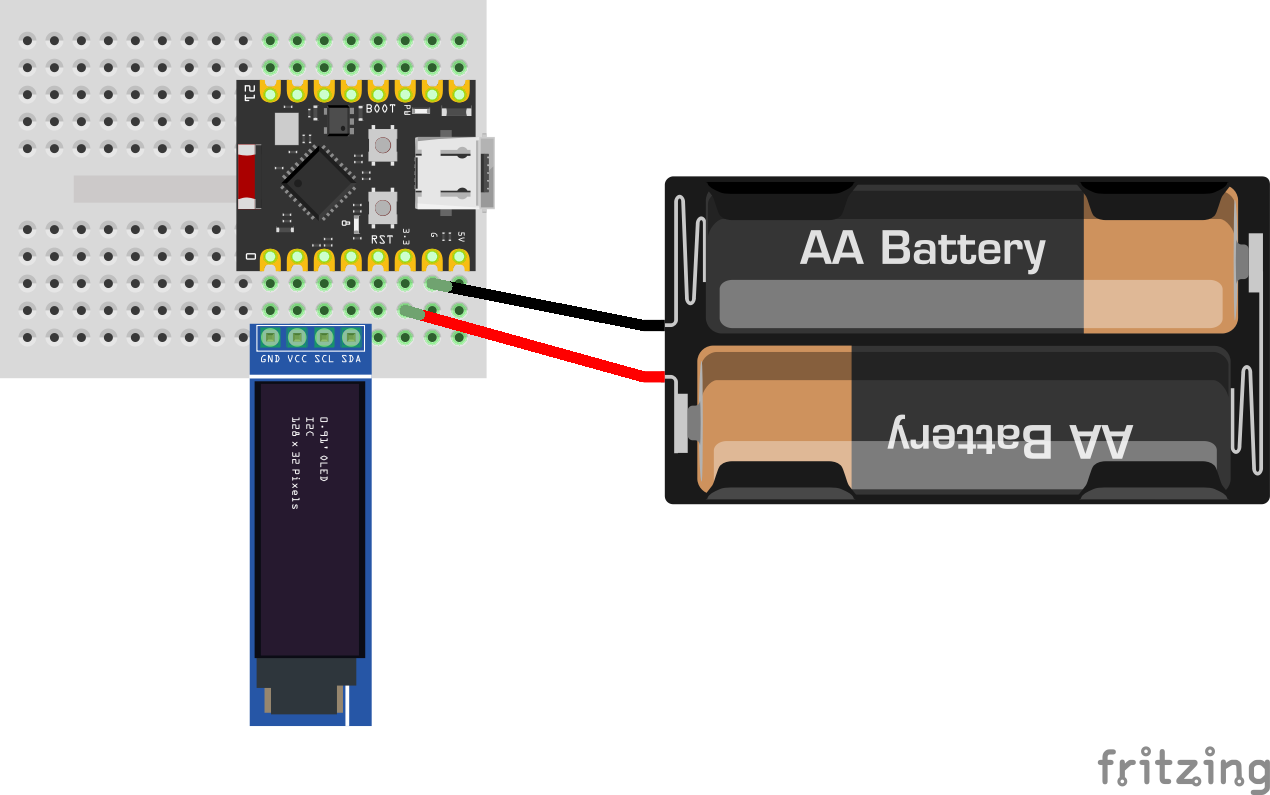 21
BOOT
PW
8
RST
3.3
G
5V
0
GND VCC SCL SDA
0.91' OLED
I2C
128 x 32 Pixels
AA Battery
AA Battery
fritzing